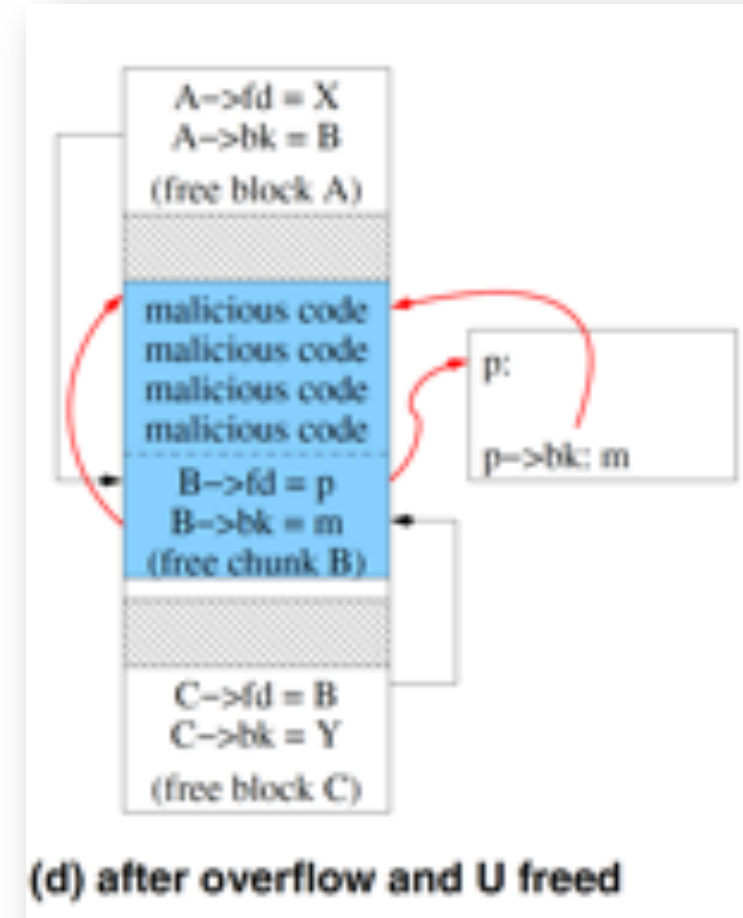 A->fd = X
A->bk = B
(free block A)
malicious code
malicious code
malicious code
malicious code
p:
p->bk: m
B->fd = p
B->bk = m
(free chunk B)
C->fd = B
C->bk = Y
(free block C)
(d) after overflow and U freed